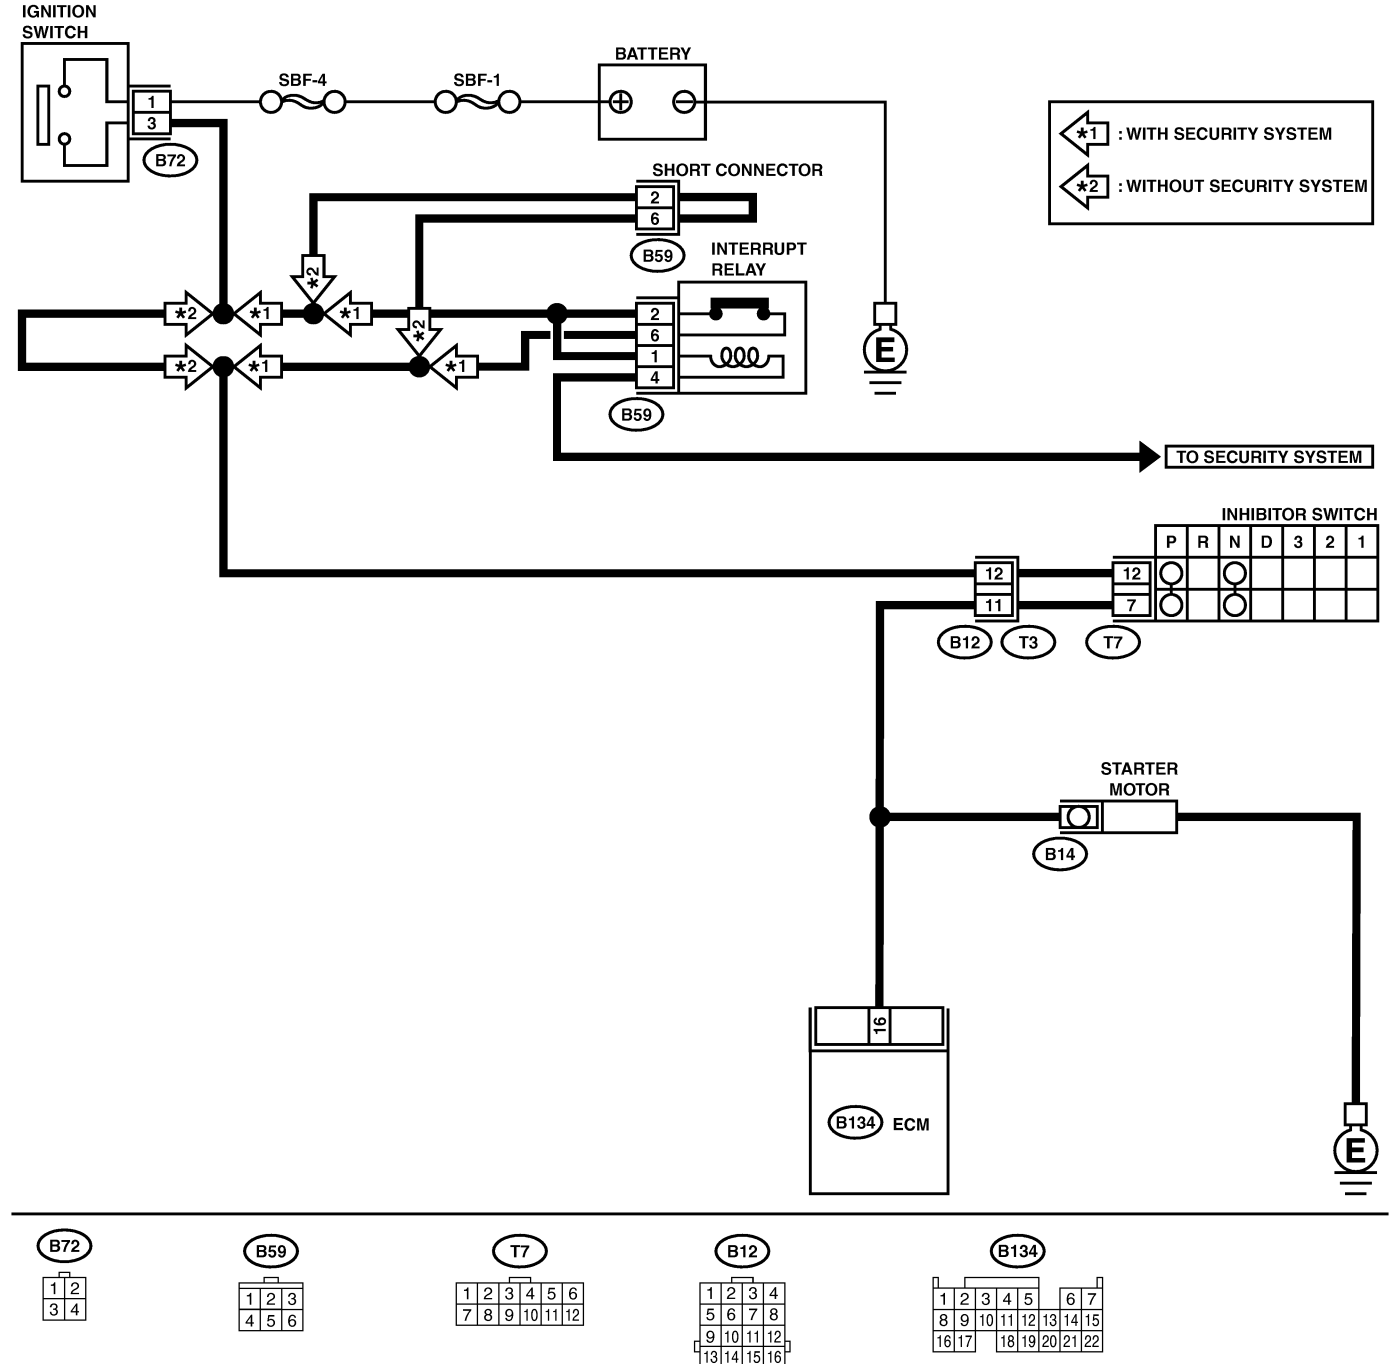 IGNITION
SWITCH
BATTERY
SBF-4
SBF-1
1
3
B72
*1 : WITH SECURITY SYSTEM
*2 : WITHOUT SECURITY SYSTEM
SHORT CONNECTOR
2
6
B59
INTERRUPT
RELAY
*2
*2 *1 *1
*2
*2 *1 *1
2
6
1
4
B59
E
TO SECURITY SYSTEM
INHIBITOR SWITCH
P R N D 3 2 1
12 12
11 7
B12 T3 T7
STARTER
MOTOR
B14
16
B134 ECM
E
B72
1 2
3 4
B59
1 2 3
4 5 6
T7
1 2 3 4 5 6
7 8 9 10 11 12
B12
1 2 3 4
5 6 7 8
9 10 11 12
13 14 15 16
B134
1 2 3 4 5 6 7
8 9 10 11 12 13 14 15
16 17 18 19 20 21 22